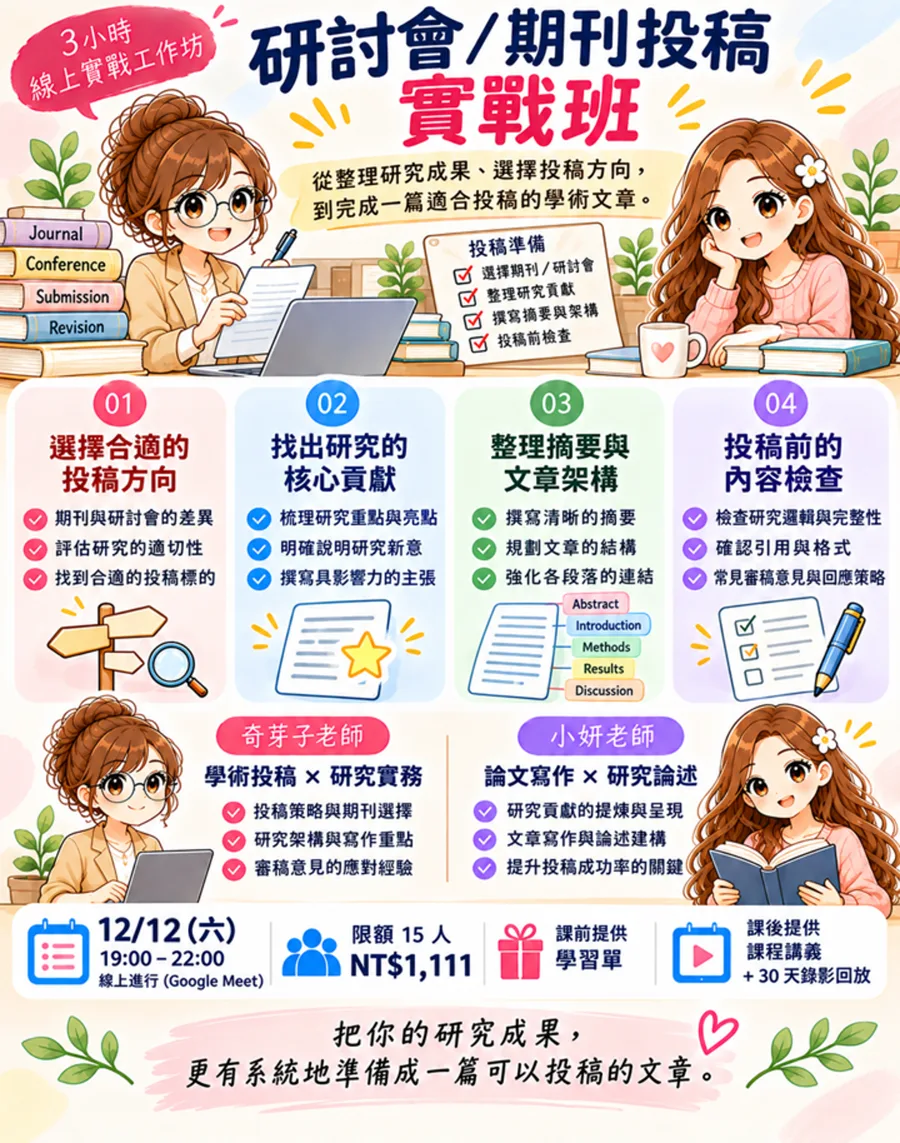 3小時
線上實戰工作坊
研討會/期刊投稿
實戰班
從整理研究成果、選擇投稿方向，
到完成一篇適合投稿的學術文章。
Journal
Conference
Submission
Revision
投稿準備
選擇期刊/研討會
整理研究貢獻
撰寫摘要與架構
投稿前檢查
01
選擇合適的
投稿方向
期刊與研討會的差異
評估研究的適切性
找到合適的投稿標的
02
找出研究的
核心貢獻
梳理研究重點與亮點
明確說明研究新意
撰寫具影響力的主張
03
整理摘要與
文章架構
撰寫清晰的摘要
規劃文章的結構
強化各段落的連結
Abstract
Introduction
Methods
Results
Discussion
04
投稿前的
內容檢查
檢查研究邏輯與完整性
確認引用與格式
常見審稿意見與回應策略
奇芽子老師
學術投稿 × 研究實務
投稿策略與期刊選擇
研究架構與寫作重點
審稿意見的應對經驗
小妍老師
論文寫作 × 研究論述
研究貢獻的提煉與呈現
文章寫作與論述建構
提升投稿成功率的關鍵
12/12 (六)
19:00 – 22:00
線上進行 (Google Meet)
限額 15 人
NT$1,111
課前提供
學習單
課後提供
課程講義
+ 30 天錄影回放
把你的研究成果，
更有系統地準備成一篇可以投稿的文章。